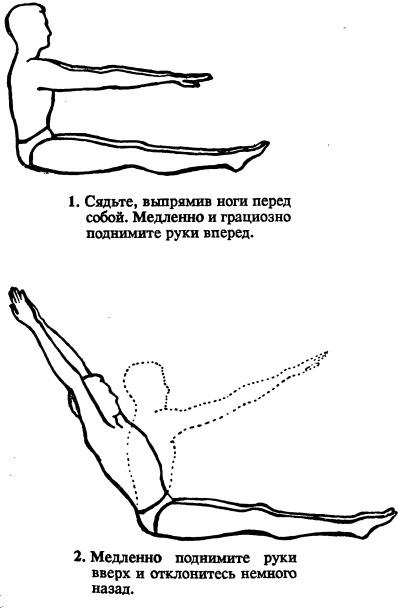 1. Сядьте, выпрямив ноги перед
собой. Медленно и грациозно
поднимите руки вперед.
2. Медленно поднимите руки
вверх и отклонитесь немного
назад.